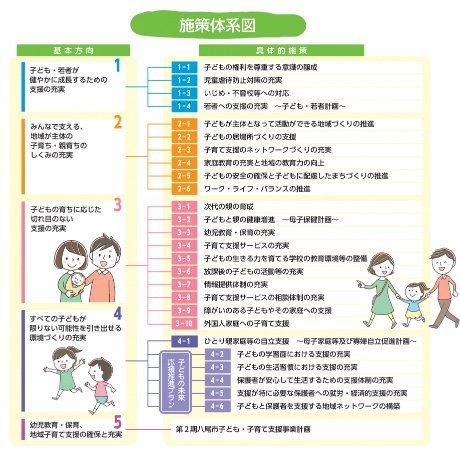 施策体系図
基本方向
具体的施策
1
子ども・若者が
健やかに成長するための
支援の充実
1-1 子どもの権利を尊重する意識の醸成
1-2 児童虐待防止対策の充実
1-3 いじめ・不登校等への対応
1-4 若者への支援の充実 〜子ども・若者計画〜
2
みんなで支える、
地域が主体の
子育ち・親育ちの
しくみの充実
2-1 子どもが主体となって活動ができる地域づくりの推進
2-2 子どもの居場所づくりの支援
2-3 子育て支援のネットワークづくりの充実
2-4 家庭教育の充実と地域の教育力の向上
2-5 子どもの安全の確保と子どもに配慮したまちづくりの推進
2-6 ワーク・ライフ・バランスの推進
3
子どもの育ちに応じた
切れ目のない
支援の充実
3-1 次代の親の育成
3-2 子どもと親の健康増進 〜母子保健計画〜
3-3 幼児教育・保育の充実
3-4 子育て支援サービスの充実
3-5 子どもの生きる力を育てる学校の教育環境等の整備
3-6 放課後の子どもの活動等の充実
3-7 情報提供体制の充実
3-8 子育て支援サービスの相談体制の充実
3-9 障がいのある子どもやその家庭への支援
3-10 外国人家庭への子育て支援
4
すべての子どもが
限りない可能性を引き出せる
環境づくりの充実
4-1 ひとり親家庭等の自立支援 〜母子家庭等及び寡婦自立促進計画〜
子どもの未来
応援推進プラン
4-2 子どもの学習面における支援の充実
4-3 子どもの生活習慣における支援の充実
4-4 保護者が安心して生活するための支援体制の充実
4-5 支援が特に必要な保護者への就労・経済的支援の充実
4-6 子どもと保護者を支援する地域ネットワークの構築
5
幼児教育・保育、
地域子育て支援の確保と充実
第2期八尾市子ども・子育て支援事業計画